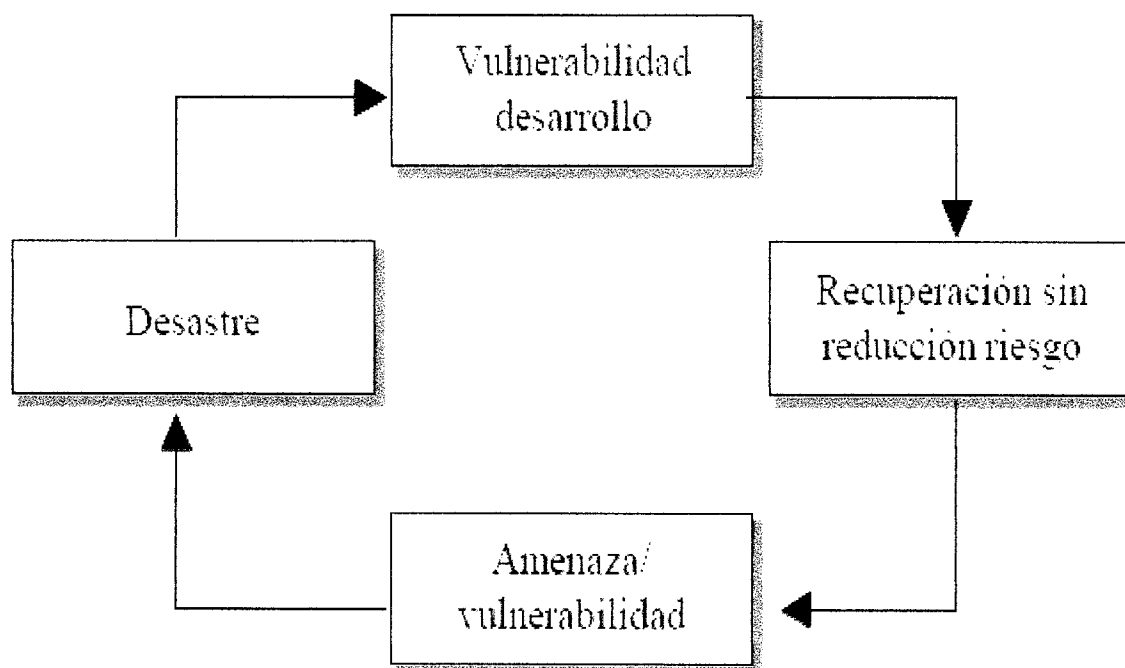 Vulnerabilidad
desarrollo
Desastre
Recuperación sin
reducción riesgo
Amenaza/
vulnerabilidad